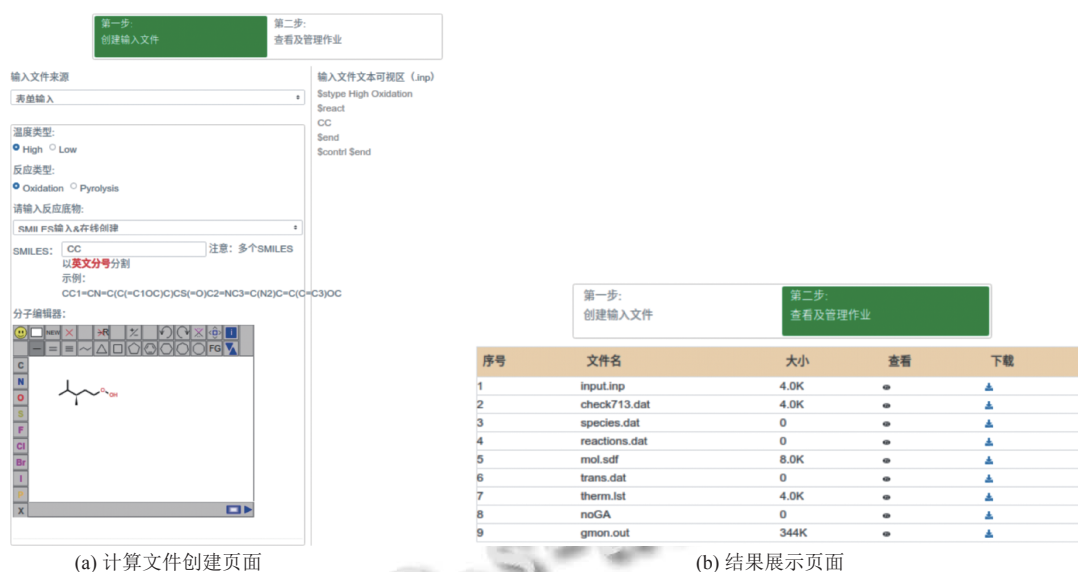 第一步:
创建输入文件
第二步:
查看及管理作业
输入文件来源
表单输入
温度类型:
High Low
反应类型:
Oxidation Pyrolysis
请输入反应底物:
SMILES输入&在线创建
SMILES: CC 注意: 多个SMILES
以英文分号分割
示例:
CC1=CN=C(C(=C1OC)C)CS(=O)C2=NC3=C(N2)C=C(C=C3)OC
分子编辑器:
NEW
FG
C
N
O
S
F
Cl
Br
I
P
X
O
OH
输入文件文本可视区 (.inp)
$stype High Oxidation
$react
CC
$end
$contrl $end
(a) 计算文件创建页面
第一步:
创建输入文件
第二步:
查看及管理作业
序号 文件名 大小 查看 下载
1 input.inp 4.0K
2 check713.dat 4.0K
3 species.dat 0
4 reactions.dat 0
5 mol.sdf 8.0K
6 trans.dat 0
7 therm.lst 4.0K
8 noGA 0
9 gmon.out 344K
(b) 结果展示页面